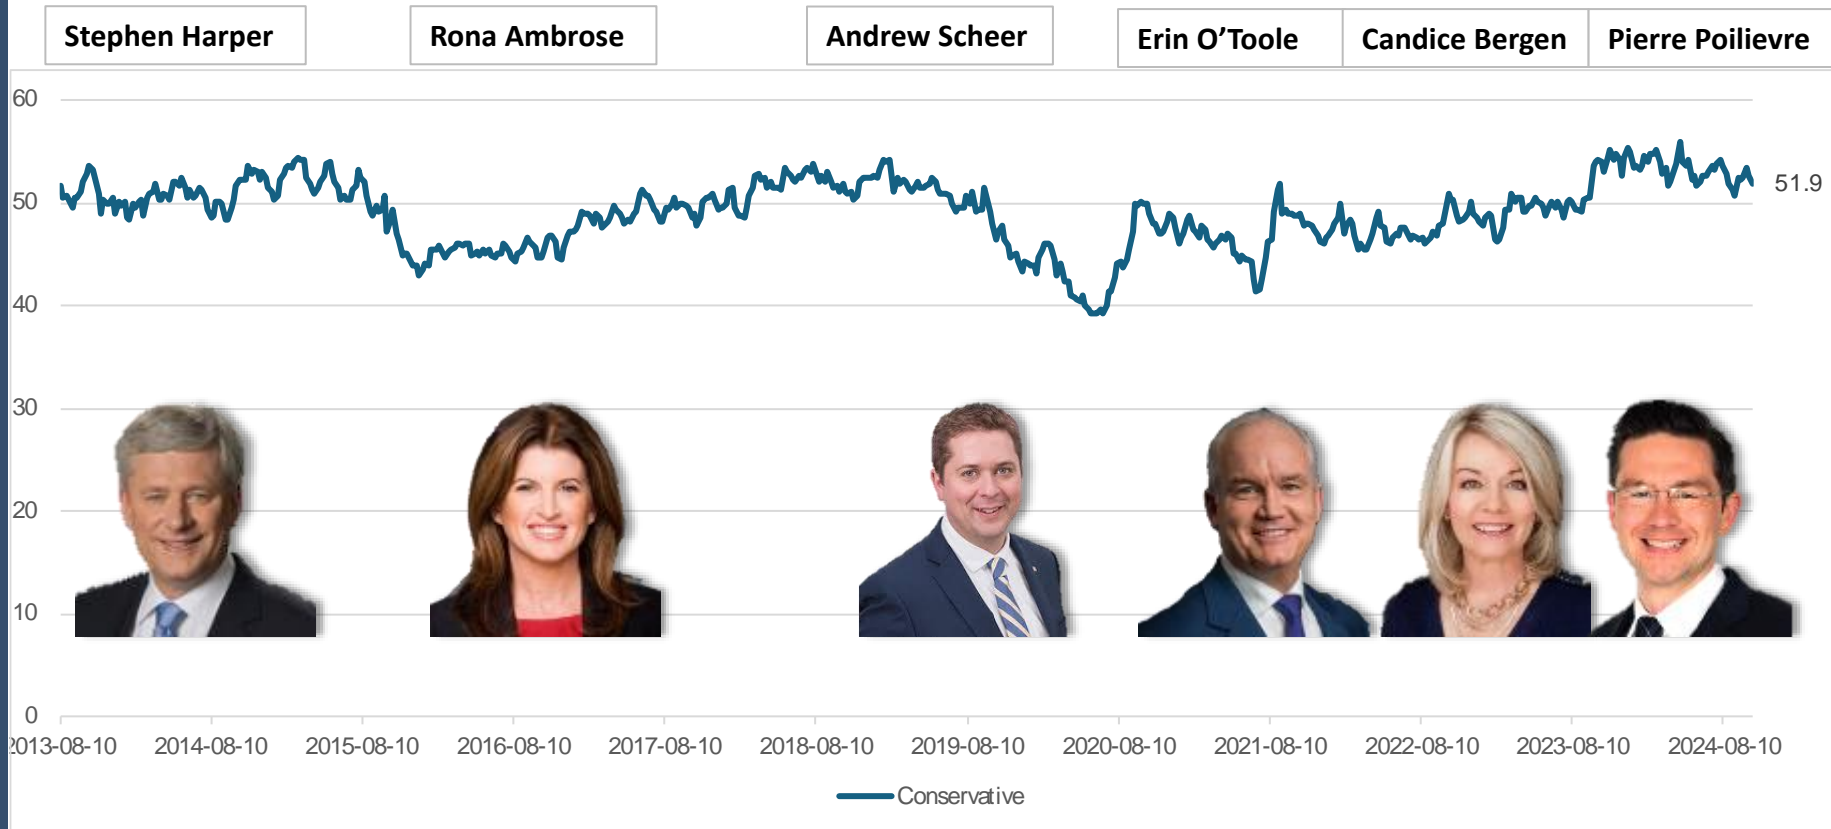 Stephen Harper
Rona Ambrose
Andrew Scheer
Erin O’Toole
Candice Bergen
Pierre Poilievre
60
50
40
30
20
10
0
51.9
2013-08-10
2014-08-10
2015-08-10
2016-08-10
2017-08-10
2018-08-10
2019-08-10
2020-08-10
2021-08-10
2022-08-10
2023-08-10
2024-08-10
Conservative